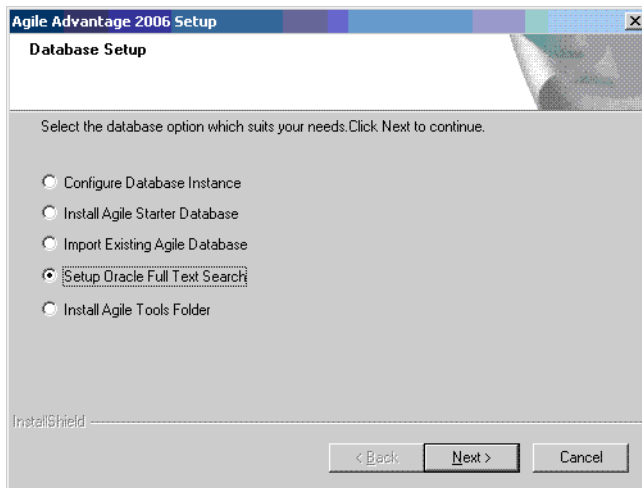 Agile Advantage 2006 Setup
Database Setup
Select the database option which suits your needs.Click Next to continue.
Configure Database Instance
Install Agile Starter Database
Import Existing Agile Database
Setup Oracle Full Text Search
Install Agile Tools Folder
InstallShield
< Back
Next >
Cancel